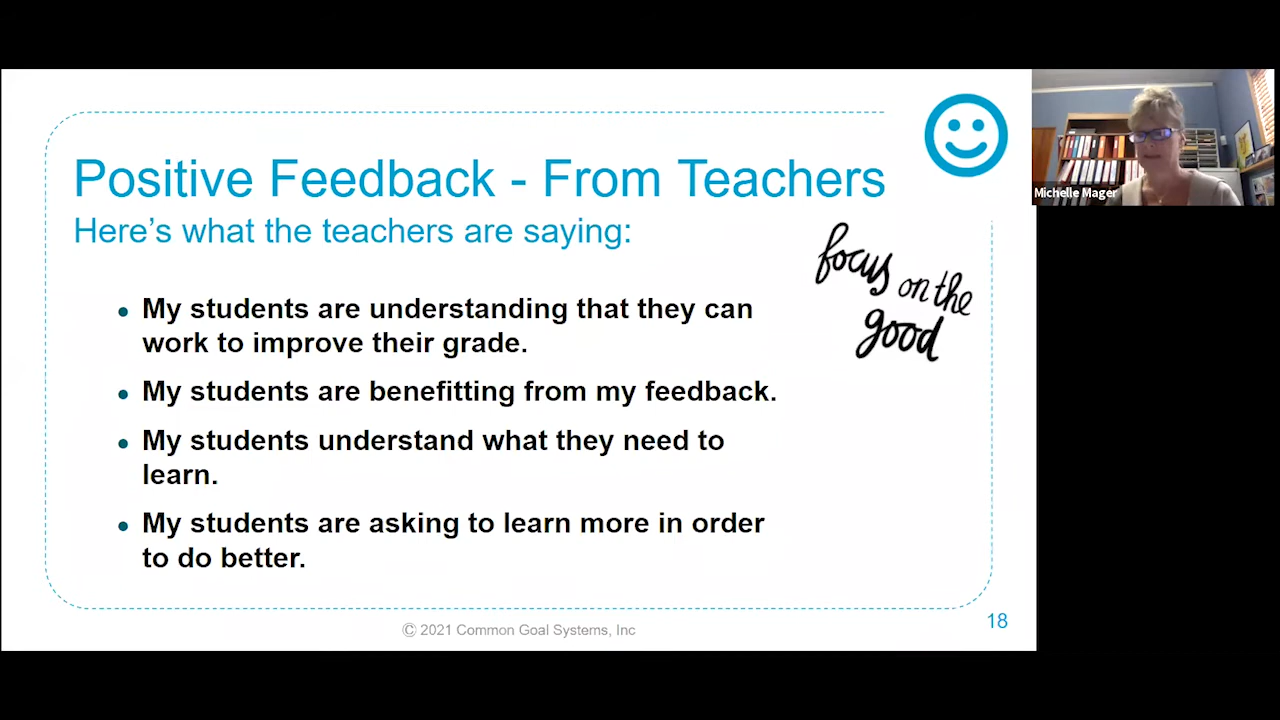 Positive Feedback - From Teachers
Here's what the teachers are saying:
focus on the
good
• My students are understanding that they can
work to improve their grade.
• My students are benefitting from my feedback.
• My students understand what they need to
learn.
• My students are asking to learn more in order
to do better.
© 2021 Common Goal Systems, Inc
18
Michelle Mager